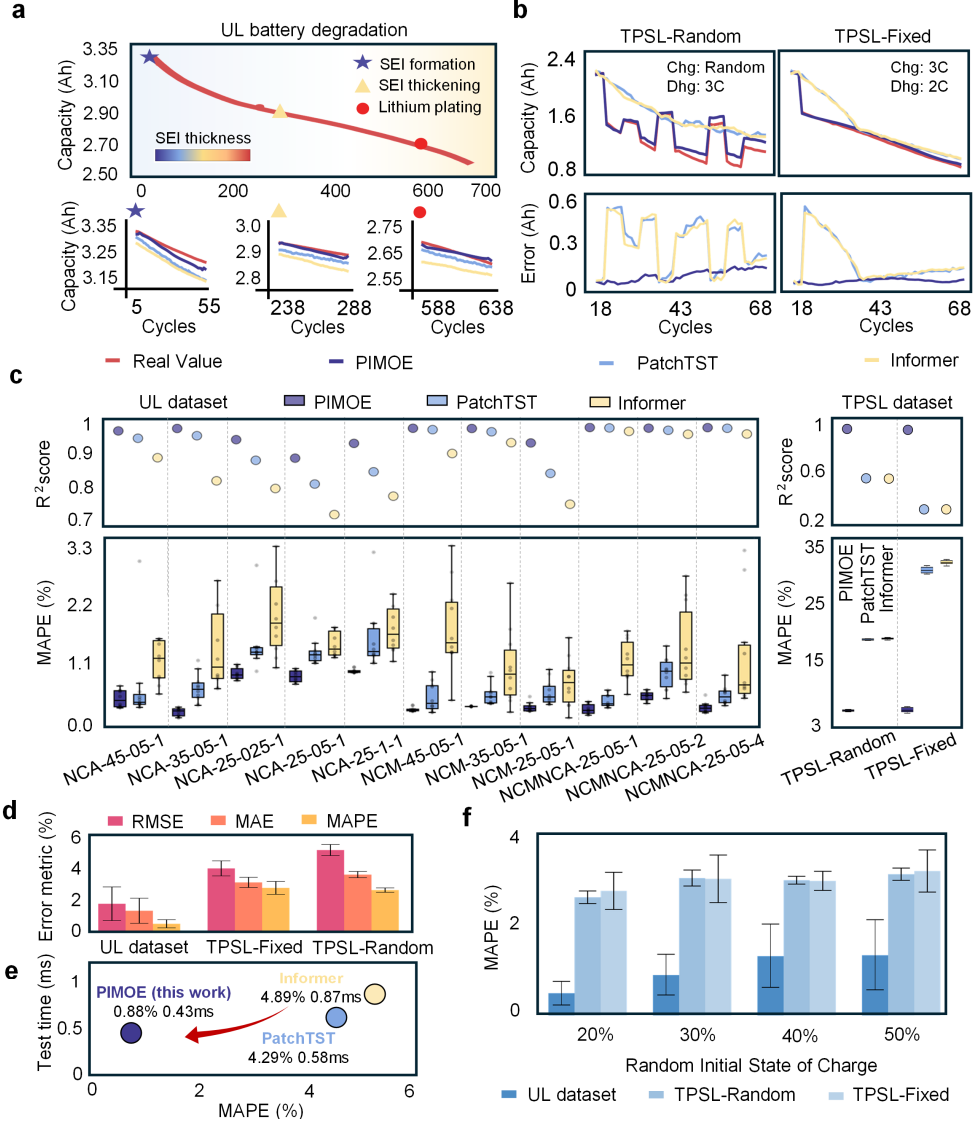 a
UL battery degradation
Capacity (Ah)
3.35
3.10
2.90
2.70
2.50
SEI formation
SEI thickening
Lithium plating
SEI thickness
0
200
400
600
700
Capacity (Ah)
3.35
3.25
3.15
5
55
Cycles
3.0
2.9
2.8
238
288
Cycles
2.75
2.65
2.55
588
638
Cycles
b
TPSL-Random
TPSL-Fixed
Capacity (Ah)
2.4
1.6
0.8
Chg: Random
Dhg: 3C
Chg: 3C
Dhg: 2C
Error (Ah)
0.6
0.3
0
18
43
68
Cycles
18
43
68
Cycles
Real Value
PIMOE
PatchTST
Informer
c
UL dataset
PIMOE
PatchTST
Informer
TPSL dataset
R² score
1
0.9
0.8
0.7
R² score
1
0.6
0.2
MAPE (%)
3.3
2.2
1.1
0.0
NCA-45-05-1
NCA-35-05-1
NCA-25-025-1
NCA-25-05-1
NCA-25-1-1
NCM-45-05-1
NCM-35-05-1
NCM-25-05-1
NCMNCA-25-05-1
NCMNCA-25-05-2
NCMNCA-25-05-4
MAPE (%)
35
25
15
3
PIMOE
PatchTST
Informer
TPSL-Random
TPSL-Fixed
d
RMSE
MAE
MAPE
Error metric (%)
6
4
2
0
UL dataset
TPSL-Fixed
TPSL-Random
e
Test time (ms)
1
0.5
0
Informer
4.89% 0.87ms
PIMOE (this work)
0.88% 0.43ms
PatchTST
4.29% 0.58ms
0
2
4
6
MAPE (%)
f
MAPE (%)
4
2
0
20%
30%
40%
50%
Random Initial State of Charge
UL dataset
TPSL-Random
TPSL-Fixed